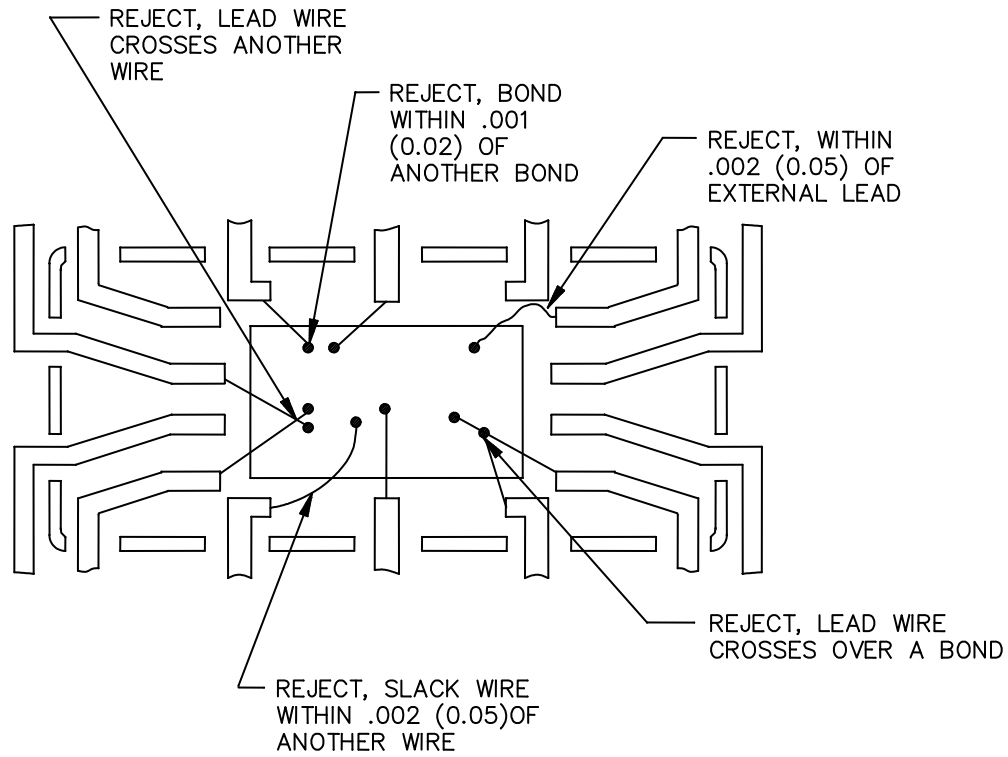 REJECT, LEAD WIRE
CROSSES ANOTHER
WIRE
REJECT, BOND
WITHIN .001
(0.02) OF
ANOTHER BOND
REJECT, WITHIN
.002 (0.05) OF
EXTERNAL LEAD
REJECT, LEAD WIRE
CROSSES OVER A BOND
REJECT, SLACK WIRE
WITHIN .002 (0.05)OF
ANOTHER WIRE